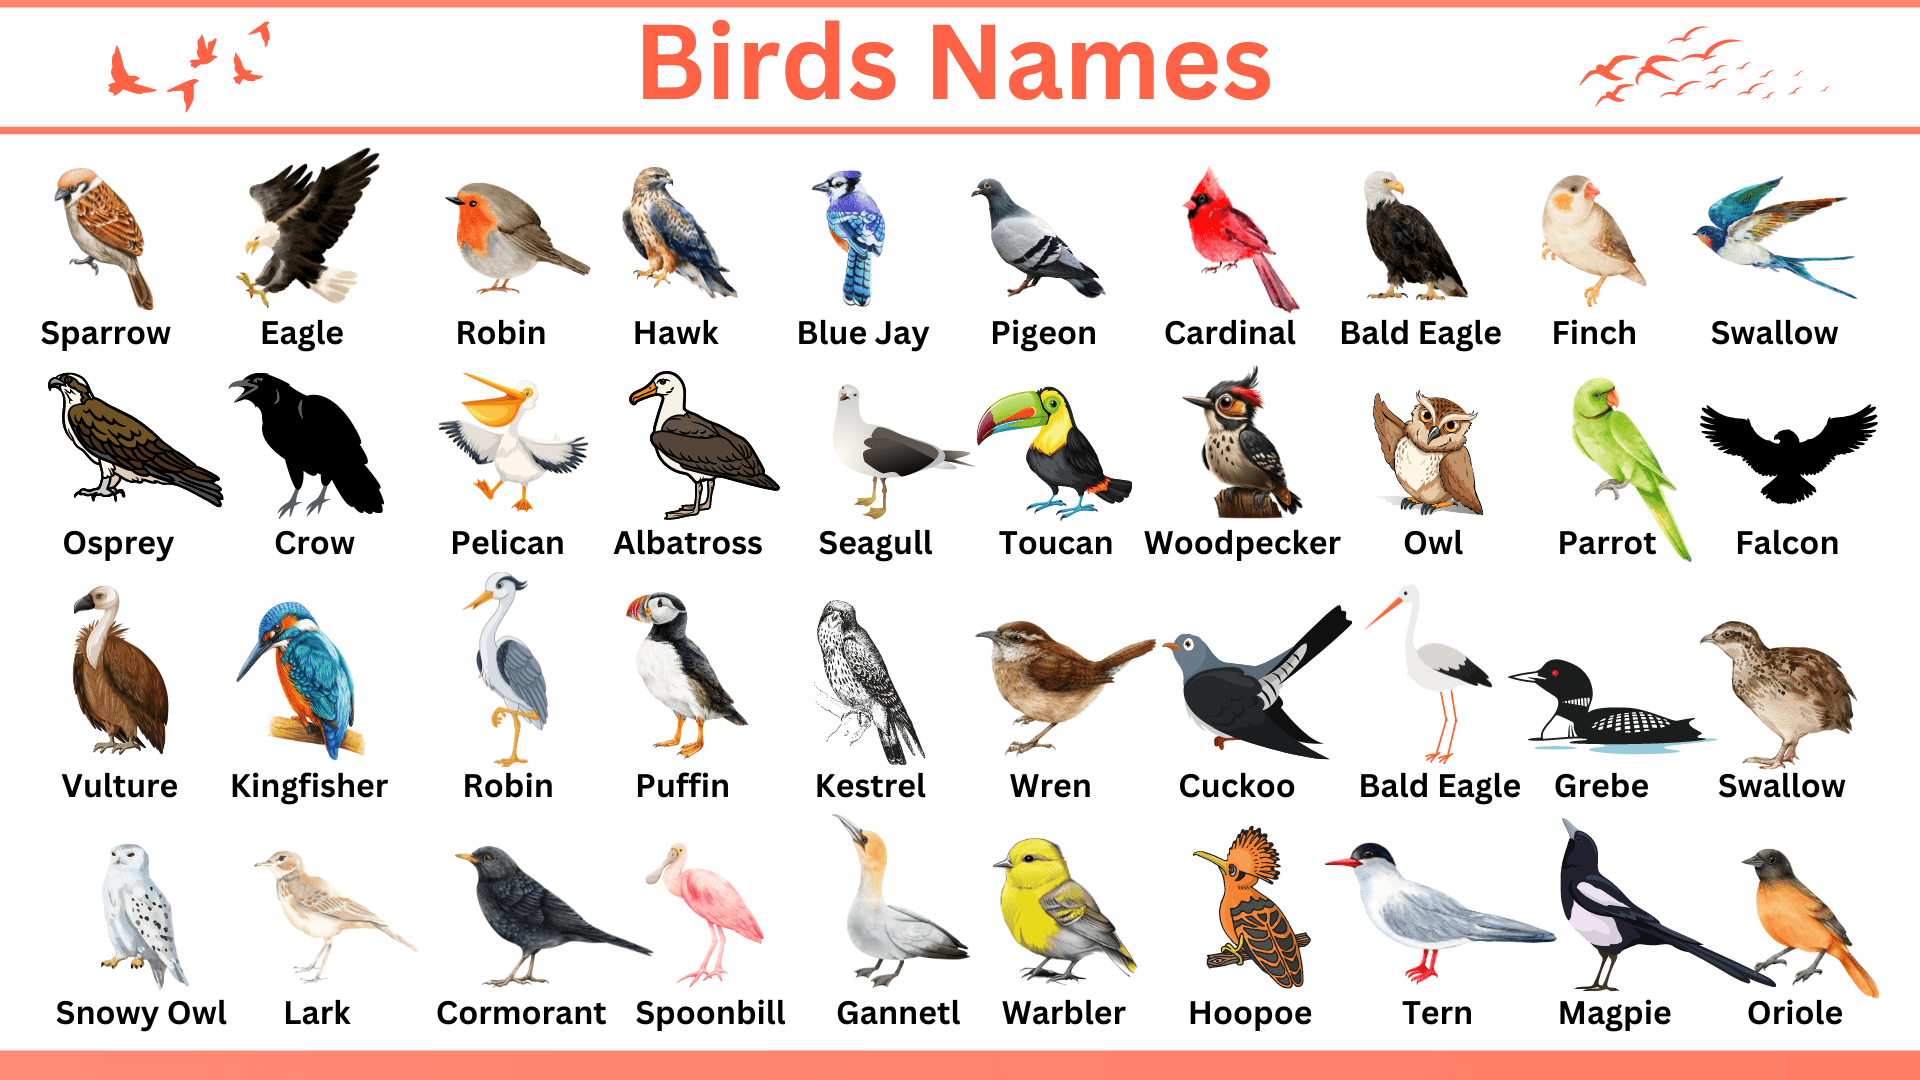 Birds Names
Sparrow Eagle Robin Hawk Blue Jay Pigeon Cardinal Bald Eagle Finch Swallow
Osprey Crow Pelican Albatross Seagull Toucan Woodpecker Owl Parrot Falcon
Vulture Kingfisher Robin Puffin Kestrel Wren Cuckoo Bald Eagle Grebe Swallow
Snowy Owl Lark Cormorant Spoonbill Gannetl Warbler Hoopoe Tern Magpie Oriole